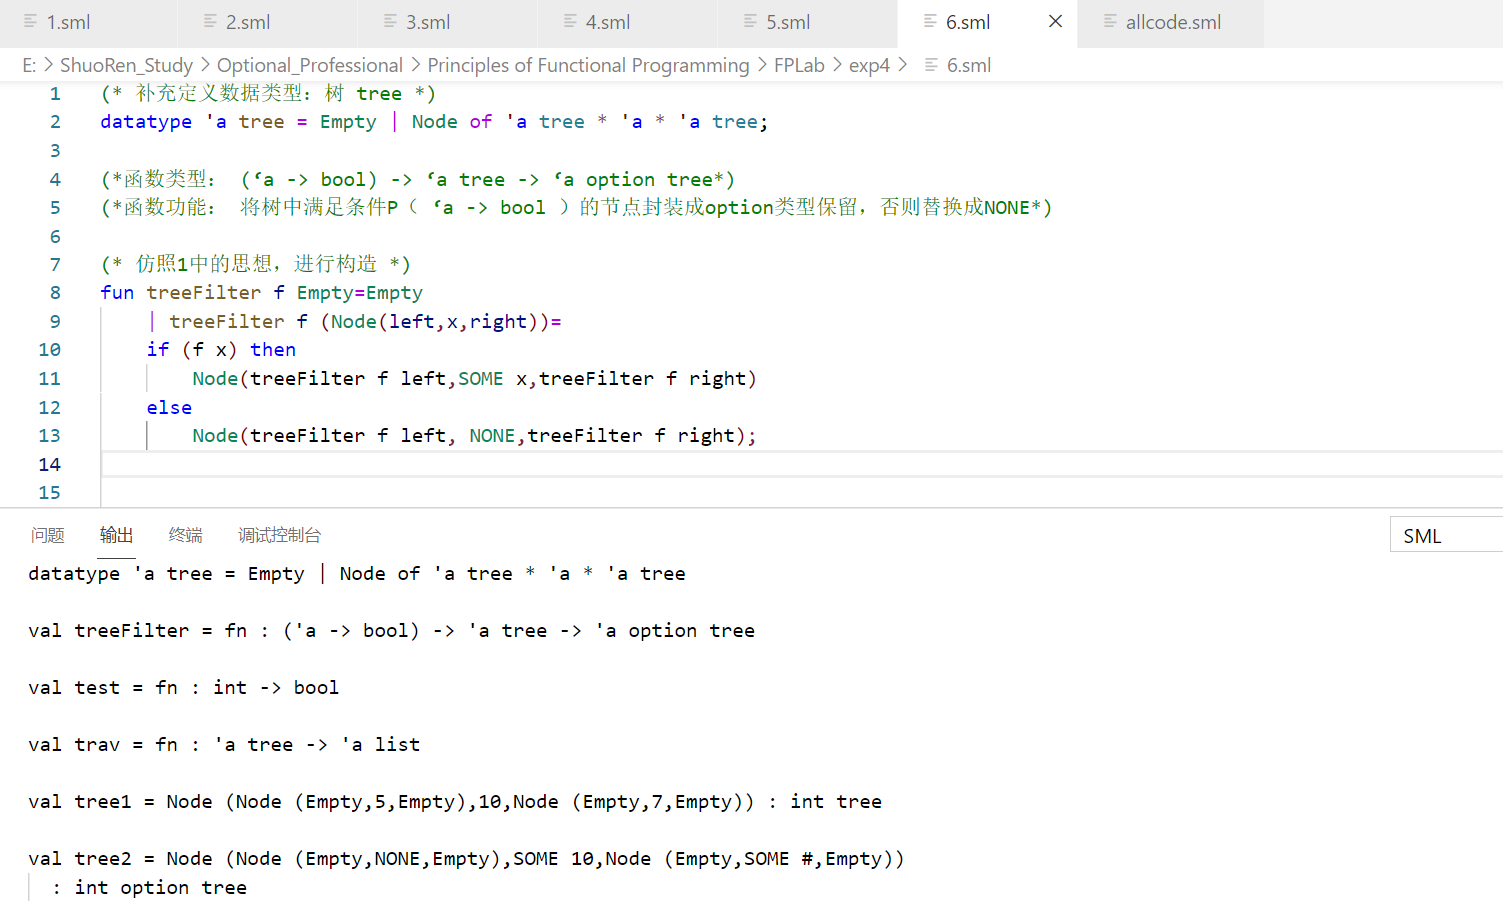 1.sml 2.sml 3.sml 4.sml 5.sml 6.sml × allcode.sml
E: > ShuoRen_Study > Optional_Professional > Principles of Functional Programming > FPLab > exp4 > 6.sml
1 (* 补充定义数据类型：树 tree *)
2 datatype 'a tree = Empty | Node of 'a tree * 'a * 'a tree;
3
4 (*函数类型： (‘a -> bool) -> ‘a tree -> ‘a option tree*)
5 (*函数功能： 将树中满足条件P（ ‘a -> bool ）的节点封装成option类型保留，否则替换成NONE*)
6
7 (* 仿照1中的思想，进行构造 *)
8 fun treeFilter f Empty=Empty
9 | treeFilter f (Node(left,x,right))=
10 if (f x) then
11 Node(treeFilter f left,SOME x,treeFilter f right)
12 else
13 Node(treeFilter f left, NONE,treeFilter f right);
14
15
问题 输出 终端 调试控制台 SML
datatype 'a tree = Empty | Node of 'a tree * 'a * 'a tree
val treeFilter = fn : ('a -> bool) -> 'a tree -> 'a option tree
val test = fn : int -> bool
val trav = fn : 'a tree -> 'a list
val tree1 = Node (Node (Empty,5,Empty),10,Node (Empty,7,Empty)) : int tree
val tree2 = Node (Node (Empty,NONE,Empty),SOME 10,Node (Empty,SOME #,Empty))
: int option tree